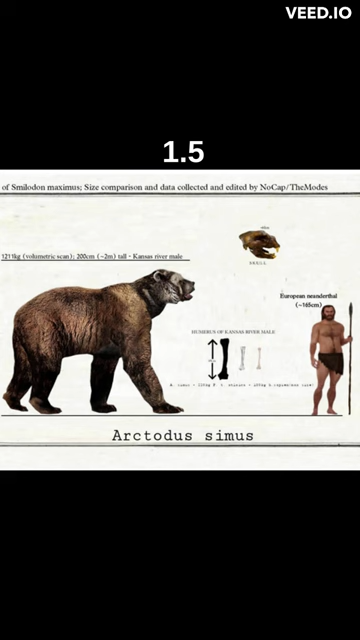 VEED.IO
1.5
of Smilodon maximus; Size comparison and data collected and edited by NoCap/TheModes
1211kg (volumetric scan); 200cm (~2m) tall - Kansas river male
SKULL
European neanderthal
(~165cm)
HUMERUS OF KANSAS RIVER MALE
Arctodus simus